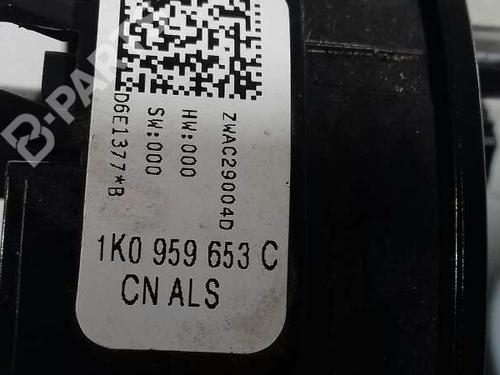 ZWAC29004D
HW:000
SW:000
D6E1377*B
1K0 959 653 C
CN ALS
B-PARTS